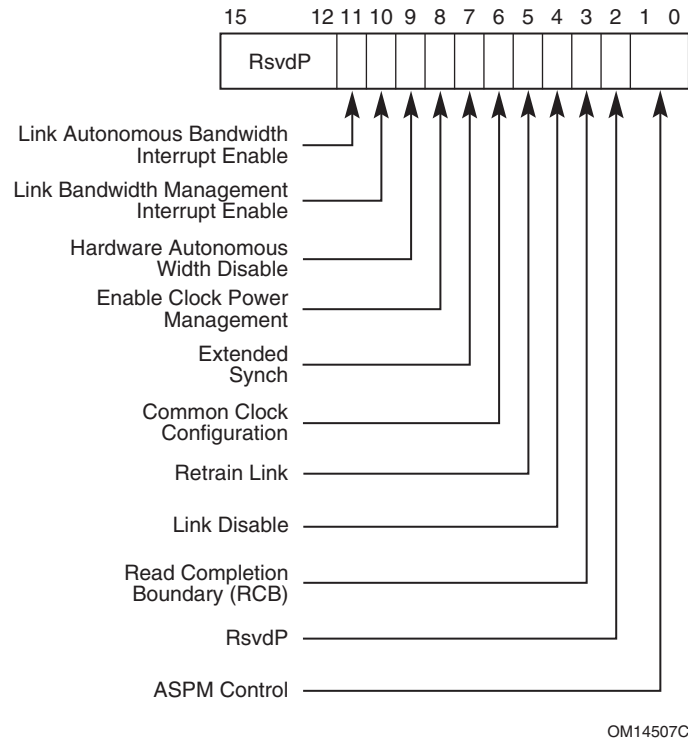 15 12 11 10 9 8 7 6 5 4 3 2 1 0
RsvdP
Link Autonomous Bandwidth
Interrupt Enable
Link Bandwidth Management
Interrupt Enable
Hardware Autonomous
Width Disable
Enable Clock Power
Management
Extended
Synch
Common Clock
Configuration
Retrain Link
Link Disable
Read Completion
Boundary (RCB)
RsvdP
ASPM Control
OM14507C